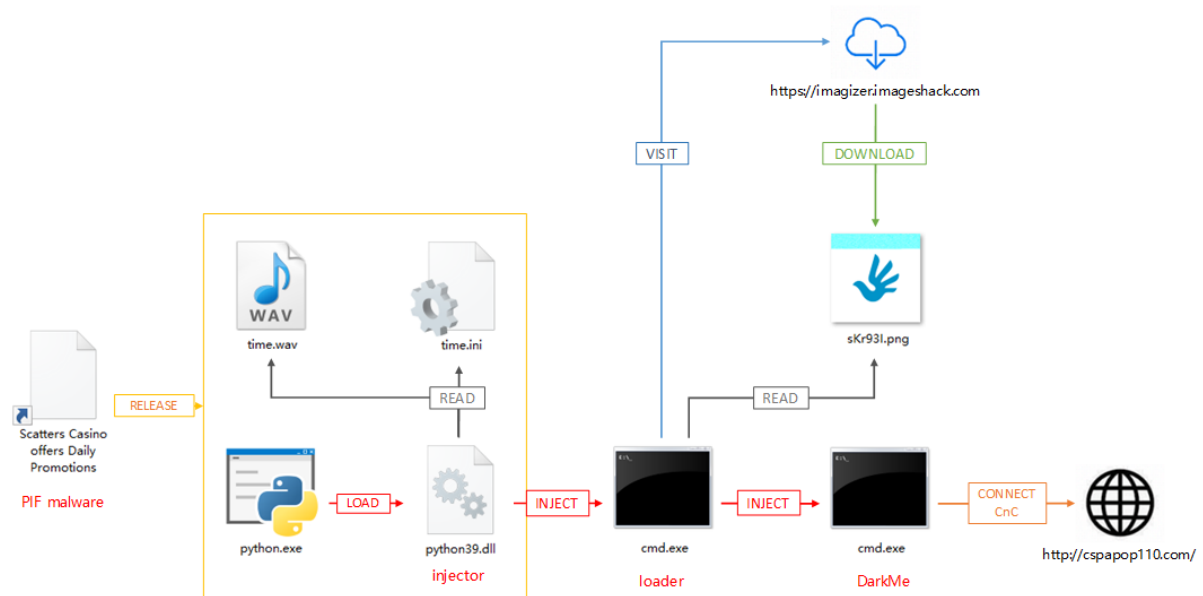 https://imagizer.imageshack.com
VISIT
DOWNLOAD
WAV
time.wav
time.ini
sKr93I.png
READ
READ
RELEASE
Scatters Casino
offers Daily
Promotions
PIF malware
LOAD
INJECT
INJECT
CONNECT
CnC
python.exe
python39.dll
injector
cmd.exe
loader
cmd.exe
DarkMe
http://cspapop110.com/